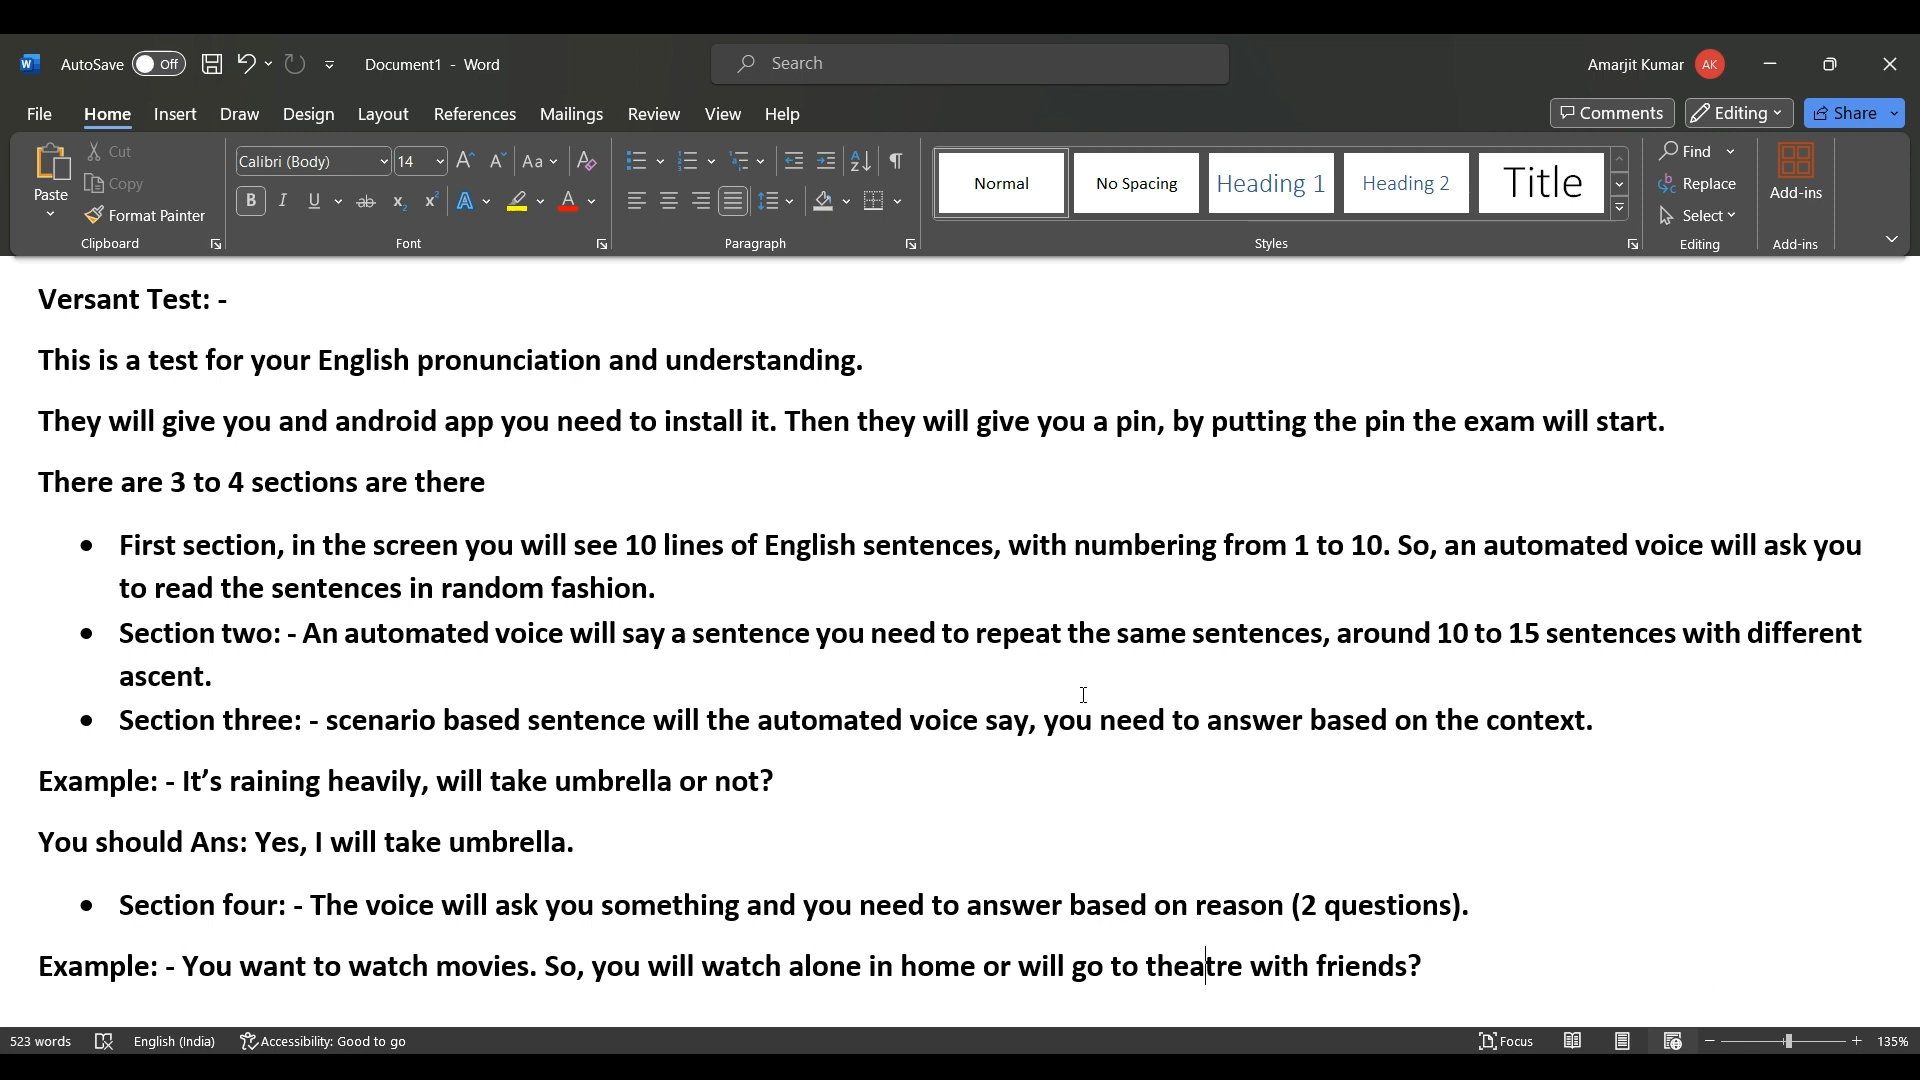 AutoSave Off Document1 - Word Search Amarjit Kumar AK
File Home Insert Draw Design Layout References Mailings Review View Help Comments Editing Share
Paste Cut Copy Format Painter
Clipboard
Calibri (Body) 14 A A Aa A
B I U ab x₂ x² A A
Font
Paragraph
Normal No Spacing Heading 1 Heading 2 Title
Styles
Find Replace Select
Editing
Add-ins
Add-ins
Versant Test: -
This is a test for your English pronunciation and understanding.
They will give you and android app you need to install it. Then they will give you a pin, by putting the pin the exam will start.
There are 3 to 4 sections are there
• First section, in the screen you will see 10 lines of English sentences, with numbering from 1 to 10. So, an automated voice will ask you
to read the sentences in random fashion.
• Section two: - An automated voice will say a sentence you need to repeat the same sentences, around 10 to 15 sentences with different
ascent.
• Section three: - scenario based sentence will the automated voice say, you need to answer based on the context.
Example: - It’s raining heavily, will take umbrella or not?
You should Ans: Yes, I will take umbrella.
• Section four: - The voice will ask you something and you need to answer based on reason (2 questions).
Example: - You want to watch movies. So, you will watch alone in home or will go to theatre with friends?
523 words English (India) Accessibility: Good to go Focus 135%